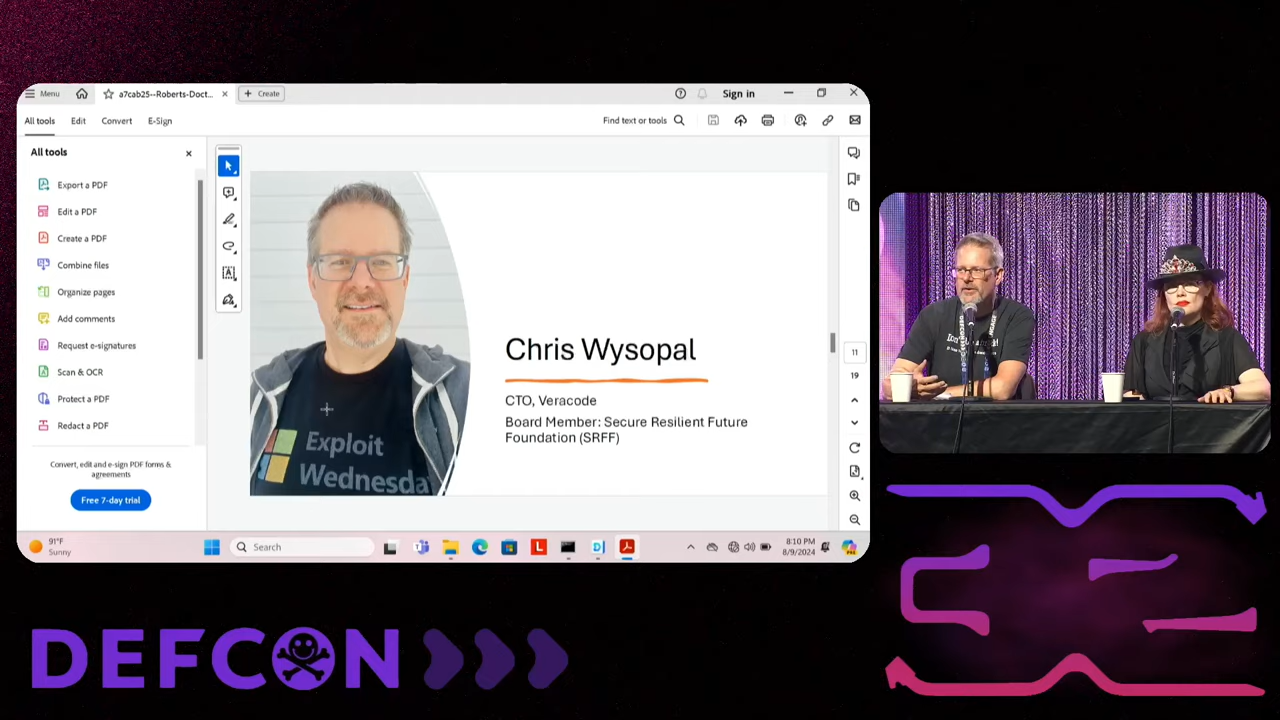 Menu
a7cab25--Roberts-Doct...
Create
Sign in
All tools
Edit
Convert
E-Sign
Find text or tools
All tools
Export a PDF
Edit a PDF
Create a PDF
Combine files
Organize pages
Add comments
Request e-signatures
Scan & OCR
Protect a PDF
Redact a PDF
Convert, edit and e-sign PDF forms &
agreements
Free 7-day trial
Exploit
Wednesda
Chris Wysopal
CTO, Veracode
Board Member: Secure Resilient Future
Foundation (SRFF)
11
19
91°F
Sunny
Search
8:10 PM
8/9/2024
DEFCON